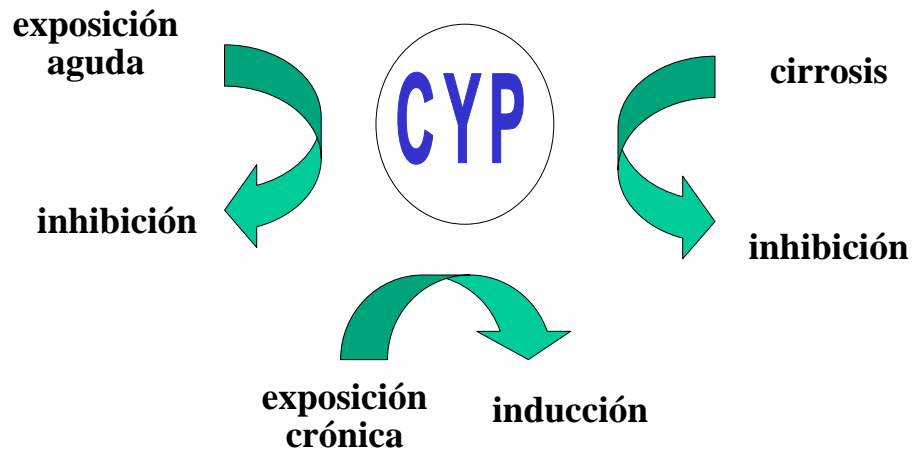 exposición
aguda
CYP
cirrosis
inhibición
inhibición
exposición
crónica
inducción